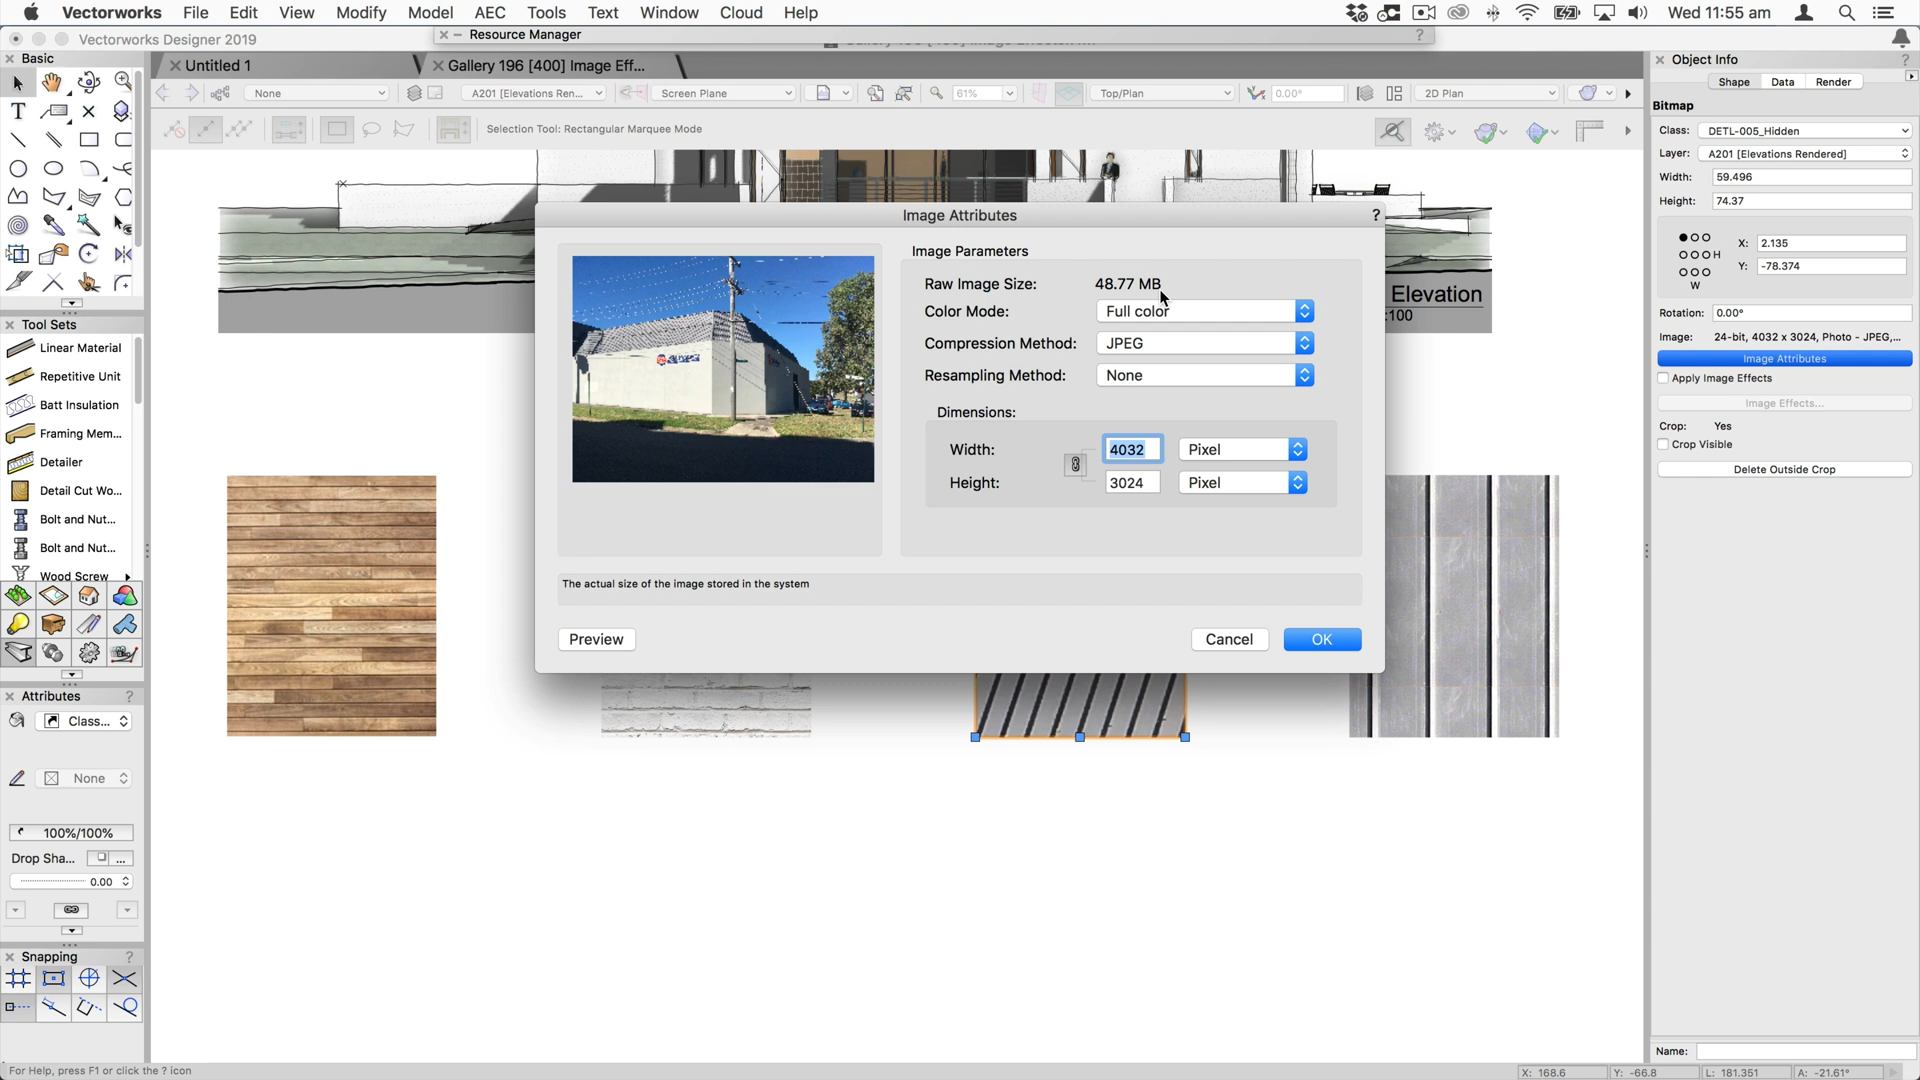 Vectorworks File Edit View Modify Model AEC Tools Text Window Cloud Help Wed 11:55 am
Vectorworks Designer 2019
Resource Manager ?
Basic
Untitled 1
Gallery 196 [400] Image Eff...
None
A201 [Elevations Ren...
Screen Plane
61%
Top/Plan
0.00°
2D Plan
Selection Tool: Rectangular Marquee Mode
Tool Sets
Linear Material
Repetitive Unit
Batt Insulation
Framing Mem...
Detailer
Detail Cut Wo...
Bolt and Nut...
Bolt and Nut...
Wood Screw
Attributes ?
Class...
None
100%/100%
Drop Sha... ...
0.00
Snapping ?
For Help, press F1 or click the ? icon
Elevation
:100
Image Attributes ?
Image Parameters
Raw Image Size: 48.77 MB
Color Mode: Full color
Compression Method: JPEG
Resampling Method: None
Dimensions:
Width: 4032 Pixel
Height: 3024 Pixel
The actual size of the image stored in the system
Preview Cancel OK
Object Info ?
Shape Data Render
Bitmap
Class: DETL-005_Hidden
Layer: A201 [Elevations Rendered]
Width: 59.496
Height: 74.37
X: 2.135
H
Y: -78.374
W
Rotation: 0.00°
Image: 24-bit, 4032 x 3024, Photo - JPEG,...
Image Attributes
Apply Image Effects
Image Effects...
Crop: Yes
Crop Visible
Delete Outside Crop
Name:
X: 168.6 Y: -66.8 L: 181.351 A: -21.61°